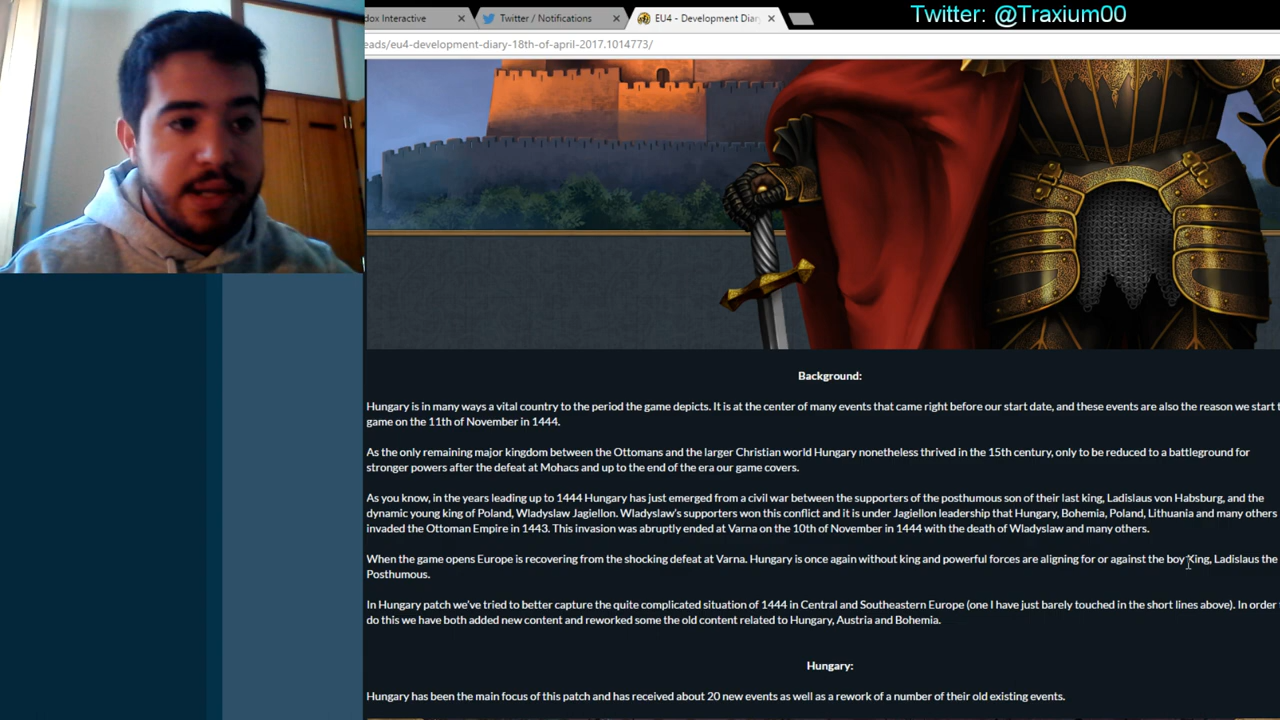 Twitter: @Traxium00
dox Interactive
Twitter / Notifications
EU4 - Development Diar
eads/eu4-development-diary-18th-of-april-2017.1014773/
Background:
Hungary is in many ways a vital country to the period the game depicts. It is at the center of many events that came right before our start date, and these events are also the reason we start t
game on the 11th of November in 1444.
As the only remaining major kingdom between the Ottomans and the larger Christian world Hungary nonetheless thrived in the 15th century, only to be reduced to a battleground for
stronger powers after the defeat at Mohacs and up to the end of the era our game covers.
As you know, in the years leading up to 1444 Hungary has just emerged from a civil war between the supporters of the posthumous son of their last king, Ladislaus von Habsburg, and the
dynamic young king of Poland, Wladyslaw Jagiellon. Wladyslaw's supporters won this conflict and it is under Jagiellon leadership that Hungary, Bohemia, Poland, Lithuania and many others
invaded the Ottoman Empire in 1443. This invasion was abruptly ended at Varna on the 10th of November in 1444 with the death of Wladyslaw and many others.
When the game opens Europe is recovering from the shocking defeat at Varna. Hungary is once again without king and powerful forces are aligning for or against the boy King, Ladislaus the
Posthumous.
In Hungary patch we've tried to better capture the quite complicated situation of 1444 in Central and Southeastern Europe (one I have just barely touched in the short lines above). In order
do this we have both added new content and reworked some the old content related to Hungary, Austria and Bohemia.
Hungary:
Hungary has been the main focus of this patch and has received about 20 new events as well as a rework of a number of their old existing events.